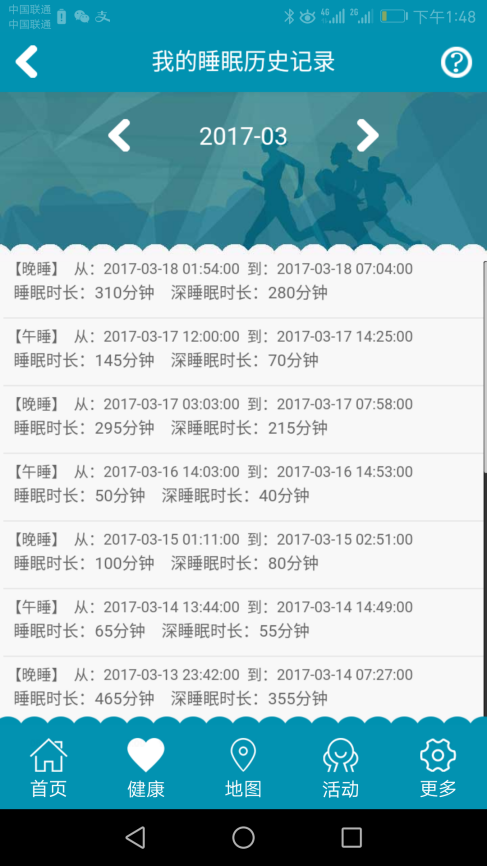 中国联通
中国联通
4G 2G 下午1:48
我的睡眠历史记录
2017-03
【晚睡】 从：2017-03-18 01:54:00 到：2017-03-18 07:04:00
睡眠时长：310分钟 深睡眠时长：280分钟
【午睡】 从：2017-03-17 12:00:00 到：2017-03-17 14:25:00
睡眠时长：145分钟 深睡眠时长：70分钟
【晚睡】 从：2017-03-17 03:03:00 到：2017-03-17 07:58:00
睡眠时长：295分钟 深睡眠时长：215分钟
【午睡】 从：2017-03-16 14:03:00 到：2017-03-16 14:53:00
睡眠时长：50分钟 深睡眠时长：40分钟
【晚睡】 从：2017-03-15 01:11:00 到：2017-03-15 02:51:00
睡眠时长：100分钟 深睡眠时长：80分钟
【午睡】 从：2017-03-14 13:44:00 到：2017-03-14 14:49:00
睡眠时长：65分钟 深睡眠时长：55分钟
【晚睡】 从：2017-03-13 23:42:00 到：2017-03-14 07:27:00
睡眠时长：465分钟 深睡眠时长：355分钟
首页 健康 地图 活动 更多